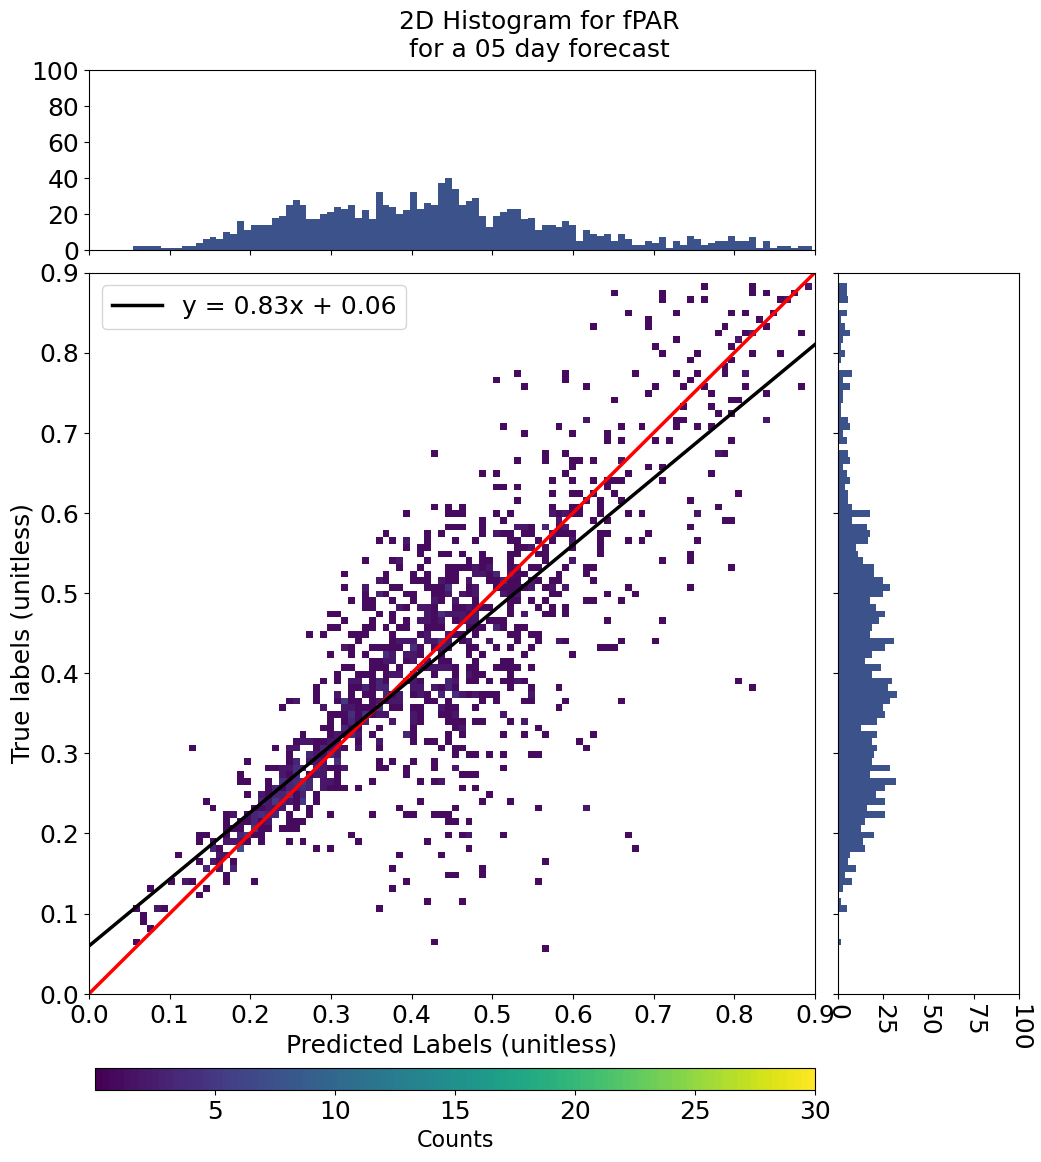 2D Histogram for fPAR
for a 05 day forecast
100
80
60
40
20
0
0.9
0.8
0.7
0.6
0.5
0.4
0.3
0.2
0.1
0.0
True labels (unitless)
y = 0.83x + 0.06
0.0 0.1 0.2 0.3 0.4 0.5 0.6 0.7 0.8 0.9
Predicted Labels (unitless)
0 25 50 75 100
5 10 15 20 25 30
Counts